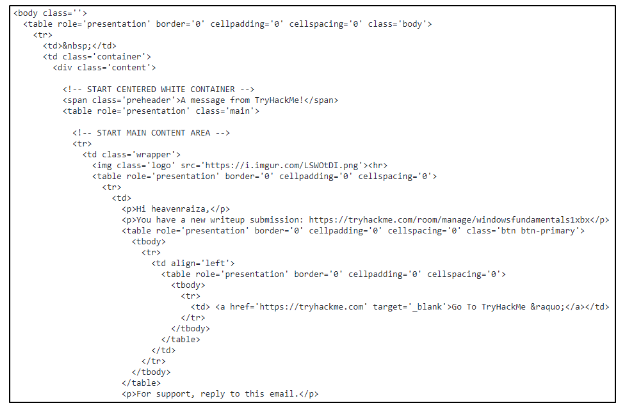 <body class=''>
<table role='presentation' border='0' cellpadding='0' cellspacing='0' class='body'>
<tr>
<td>&nbsp;</td>
<td class='container'>
<div class='content'>
<!-- START CENTERED WHITE CONTAINER -->
<span class='preheader'>A message from TryHackMe!</span>
<table role='presentation' class='main'>
<!-- START MAIN CONTENT AREA -->
<tr>
<td class='wrapper'>
<img class='logo' src='https://i.imgur.com/LSWOtDI.png'><hr>
<table role='presentation' border='0' cellpadding='0' cellspacing='0'>
<tr>
<td>
<p>Hi heavenraiza,</p>
<p>You have a new writeup submission: https://tryhackme.com/room/manage/windowsfundamentals1xbx</p>
<table role='presentation' border='0' cellpadding='0' cellspacing='0' class='btn btn-primary'>
<tbody>
<tr>
<td align='left'>
<table role='presentation' border='0' cellpadding='0' cellspacing='0'>
<tbody>
<tr>
<td> <a href='https://tryhackme.com' target='_blank'>Go To TryHackMe &raquo;</a></td>
</tr>
</tbody>
</table>
</td>
</tr>
</tbody>
</table>
<p>For support, reply to this email.</p>